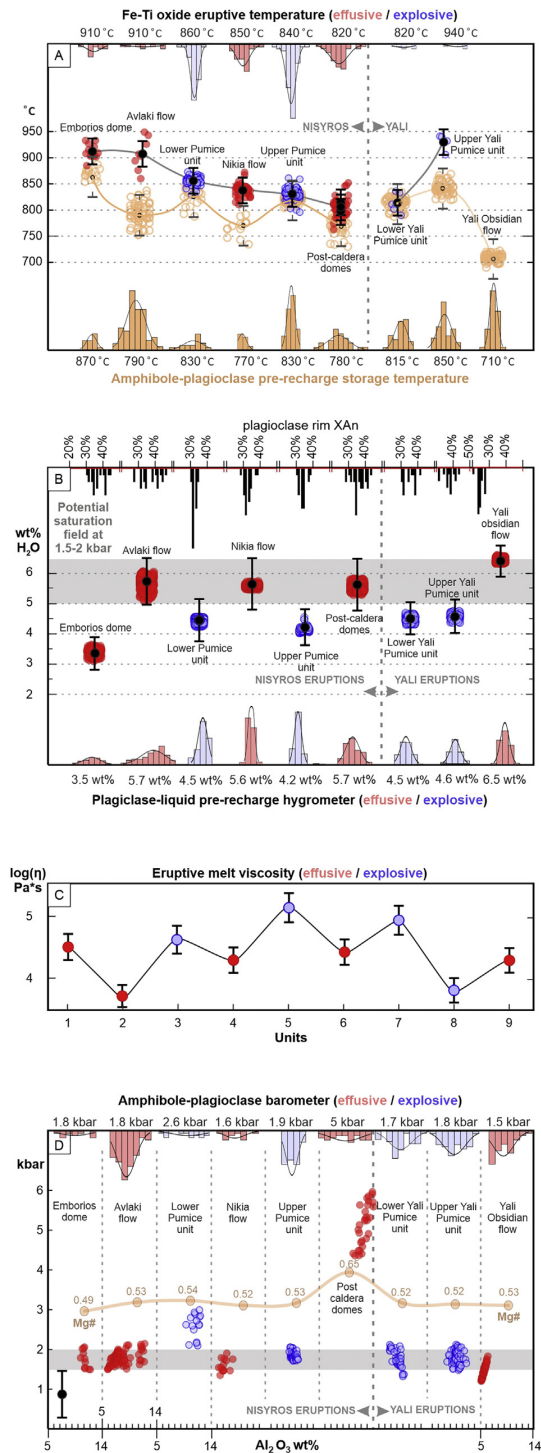 Fe-Ti oxide eruptive temperature (effusive / explosive)
910°C 910°C 860°C 850°C 840°C 820°C 820°C 940°C
A
NISYROS YALI
°C
950
900
850
800
750
700
Emborios dome
Avlaki flow
Lower Pumice unit
Nikia flow
Upper Pumice unit
Post-caldera domes
Lower Yali Pumice unit
Upper Yali Pumice unit
Yali Obsidian flow
870°C 790°C 830°C 770°C 830°C 780°C 815°C 850°C 710°C
Amphibole-plagioclase pre-recharge storage temperature
plagioclase rim XAn
20% 30% 40% 30% 40% 30% 40% 30% 40% 30% 40% 30% 40% 30% 40% 40% 50% 30% 40%
B
Potential saturation field at 1.5-2 kbar
wt% H2O
6
5
4
3
2
Emborios dome
Avlaki flow
Lower Pumice unit
Nikia flow
Upper Pumice unit
Post-caldera domes
Lower Yali Pumice unit
Upper Yali Pumice unit
Yali obsidian flow
NISYROS ERUPTIONS YALI ERUPTIONS
3.5 wt% 5.7 wt% 4.5 wt% 5.6 wt% 4.2 wt% 5.7 wt% 4.5 wt% 4.6 wt% 6.5 wt%
Plagiclase-liquid pre-recharge hygrometer (effusive / explosive)
log(η) Pa*s
Eruptive melt viscosity (effusive / explosive)
C
5
4
1 2 3 4 5 6 7 8 9
Units
Amphibole-plagioclase barometer (effusive / explosive)
1.8 kbar 1.8 kbar 2.6 kbar 1.6 kbar 1.9 kbar 5 kbar 1.7 kbar 1.8 kbar 1.5 kbar
D
kbar
6
5
4
3
2
1
Emborios dome
Avlaki flow
Lower Pumice unit
Nikia flow
Upper Pumice unit
Post caldera domes
Lower Yali Pumice unit
Upper Yali Pumice unit
Yali Obsidian flow
0.49 0.53 0.54 0.52 0.53 0.65 0.52 0.52 0.53
Mg# Mg#
NISYROS ERUPTIONS YALI ERUPTIONS
5 14
5 14 5 14 5 14
Al2O3 wt%